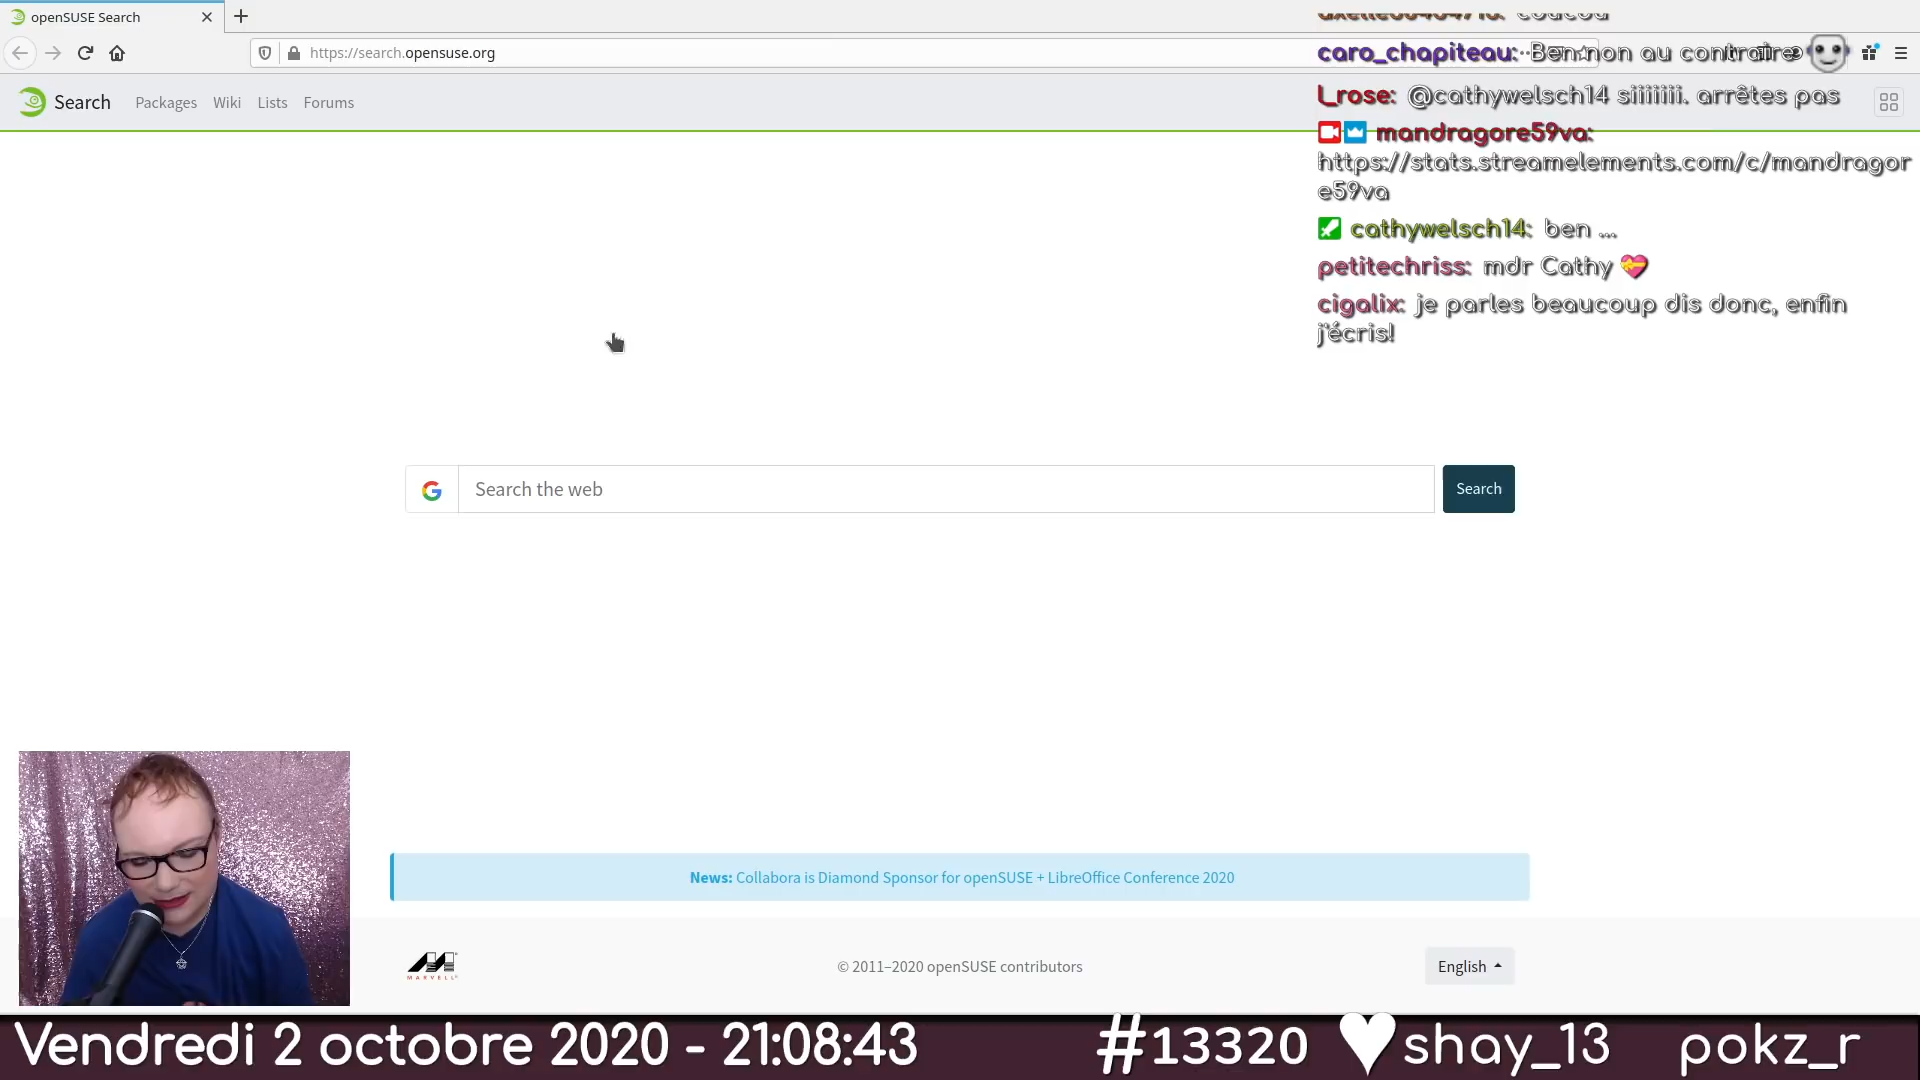 openSUSE Search
https://search.opensuse.org
Search Packages Wiki Lists Forums
coucou
caro_chapiteau: Ben non au contraire
l_rose: @cathywelsch14 siiiiiii. arrêtes pas
mandragore59va:
https://stats.streamelements.com/c/mandragor
e59va
cathywelsch14: ben ...
petitechriss: mdr Cathy
cigalix: je parles beaucoup dis donc, enfin
j'écris!
Search the web
Search
News: Collabora is Diamond Sponsor for openSUSE + LibreOffice Conference 2020
MARVELL
© 2011–2020 openSUSE contributors
English
Vendredi 2 octobre 2020 - 21:08:43
#13320
shay_13
pokz_r